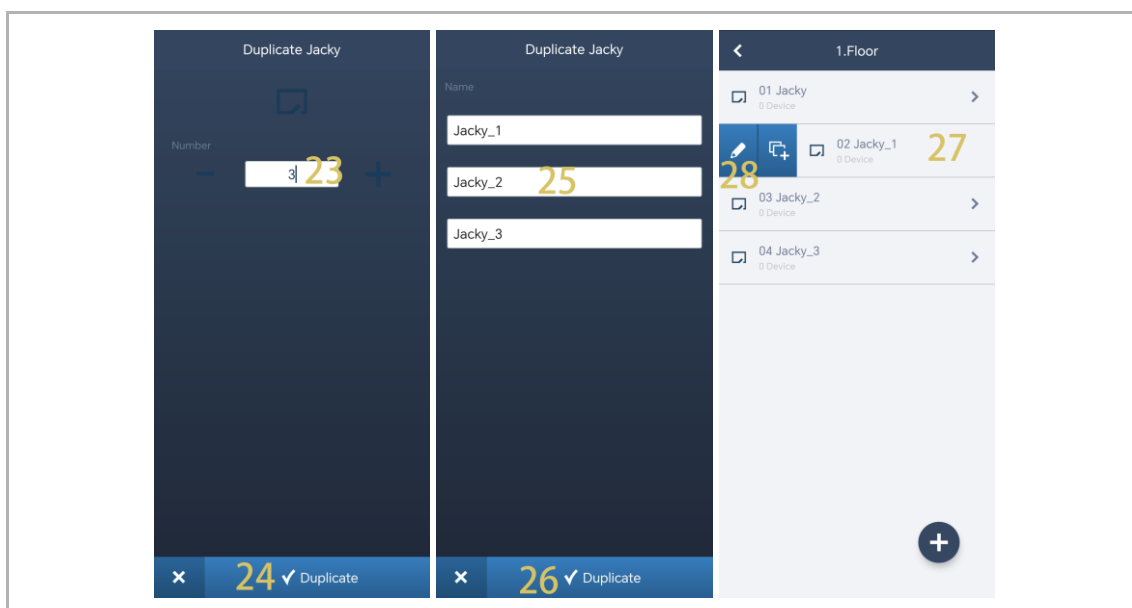 Duplicate Jacky
Number
3 23
24 Duplicate
Duplicate Jacky
Name
Jacky_1
Jacky_2 25
Jacky_3
26 Duplicate
1.Floor
01 Jacky
0 Device
02 Jacky_1 27
0 Device
28
03 Jacky_2
0 Device
04 Jacky_3
0 Device